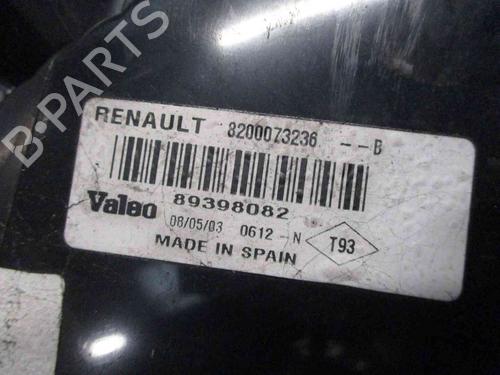 B-PARTS
RENAULT 8200073236 --B
89398082
Valeo 08/05/03 0612-N T93
MADE IN SPAIN